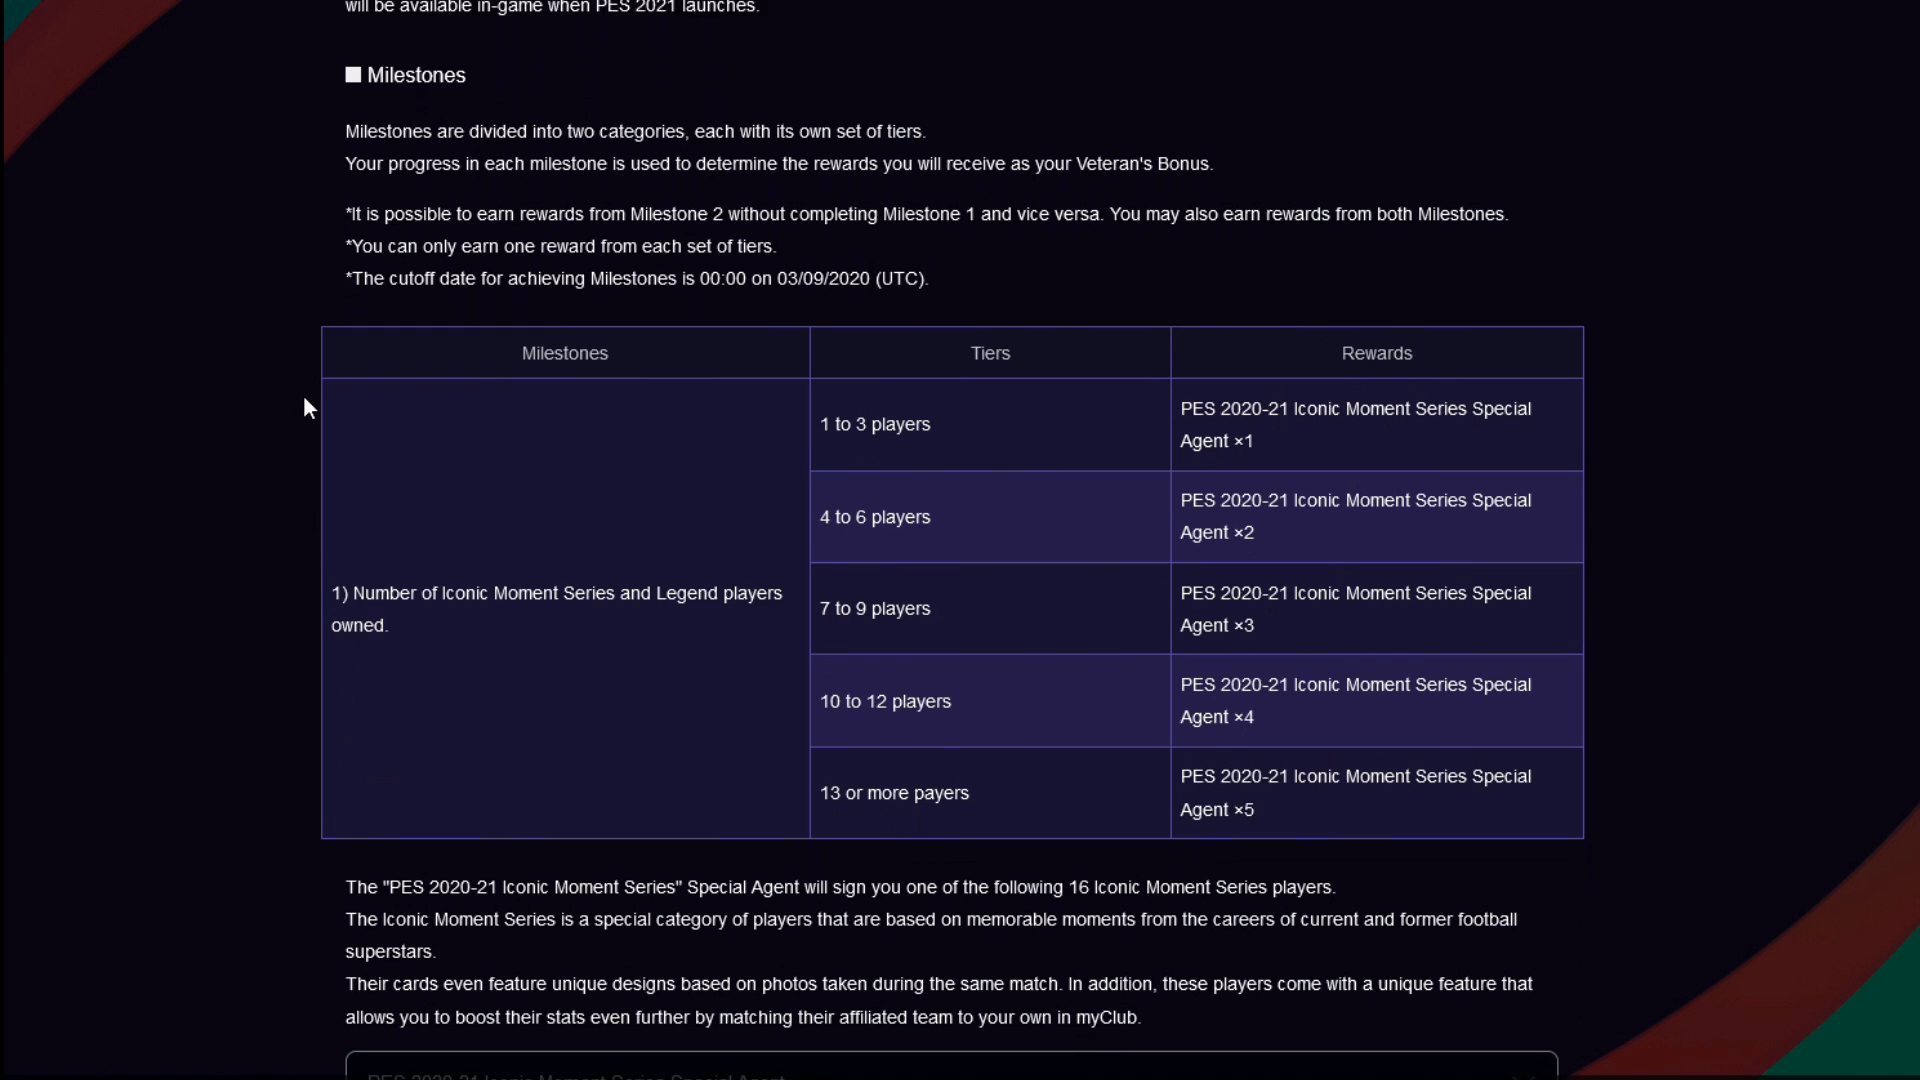 will be available in-game when PES 2021 launches.
■ Milestones
Milestones are divided into two categories, each with its own set of tiers.
Your progress in each milestone is used to determine the rewards you will receive as your Veteran's Bonus.
*It is possible to earn rewards from Milestone 2 without completing Milestone 1 and vice versa. You may also earn rewards from both Milestones.
*You can only earn one reward from each set of tiers.
*The cutoff date for achieving Milestones is 00:00 on 03/09/2020 (UTC).
Milestones Tiers Rewards
1) Number of Iconic Moment Series and Legend players
owned.
1 to 3 players
PES 2020-21 Iconic Moment Series Special
Agent ×1
4 to 6 players
PES 2020-21 Iconic Moment Series Special
Agent ×2
7 to 9 players
PES 2020-21 Iconic Moment Series Special
Agent ×3
10 to 12 players
PES 2020-21 Iconic Moment Series Special
Agent ×4
13 or more payers
PES 2020-21 Iconic Moment Series Special
Agent ×5
The "PES 2020-21 Iconic Moment Series" Special Agent will sign you one of the following 16 Iconic Moment Series players.
The Iconic Moment Series is a special category of players that are based on memorable moments from the careers of current and former football
superstars.
Their cards even feature unique designs based on photos taken during the same match. In addition, these players come with a unique feature that
allows you to boost their stats even further by matching their affiliated team to your own in myClub.
PES 2020-21 Iconic Moment Series Special Agent